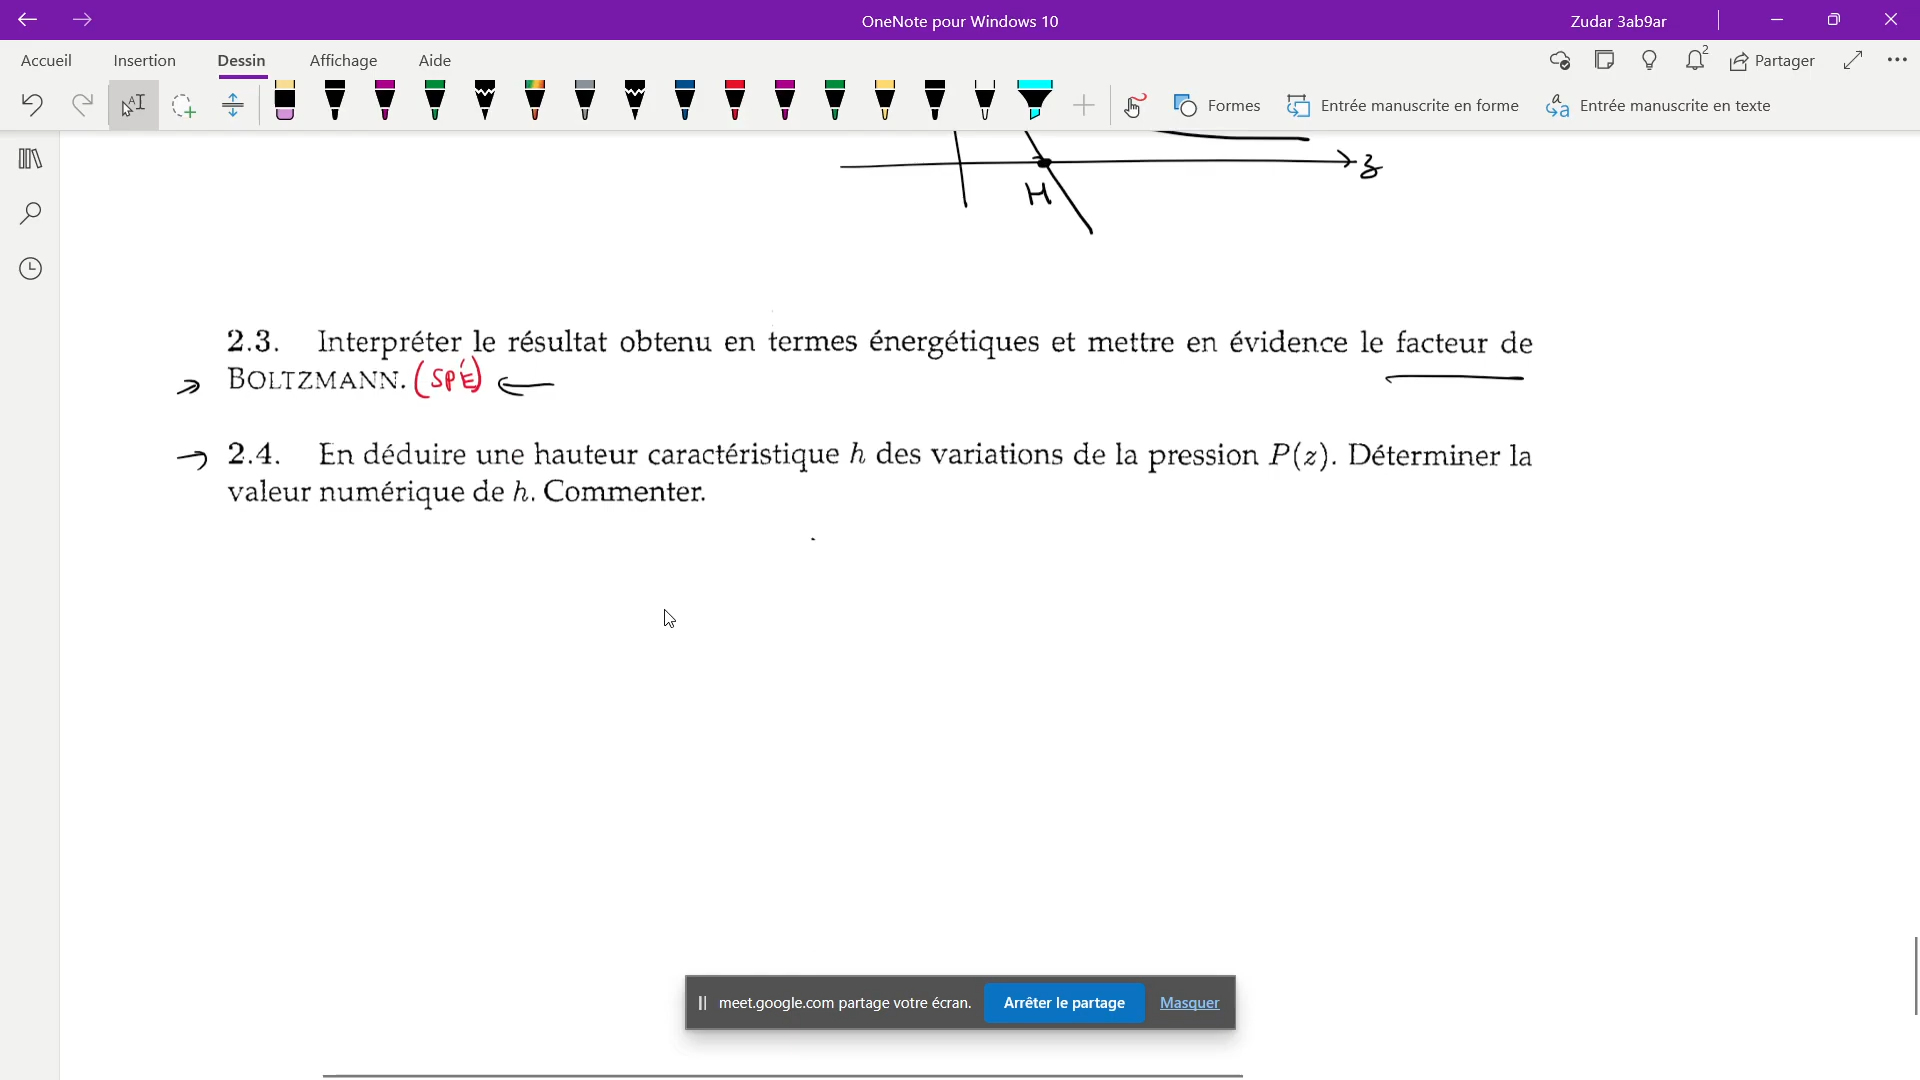 OneNote pour Windows 10
Zudar 3ab9ar
Accueil Insertion Dessin Affichage Aide
2
Partager
Formes
Entrée manuscrite en forme
Entrée manuscrite en texte
z
H
2.3. Interpréter le résultat obtenu en termes énergétiques et mettre en évidence le facteur de
BOLTZMANN. (SPÉ)
2.4. En déduire une hauteur caractéristique h des variations de la pression P(z). Déterminer la
valeur numérique de h. Commenter.
meet.google.com partage votre écran. Arrêter le partage Masquer